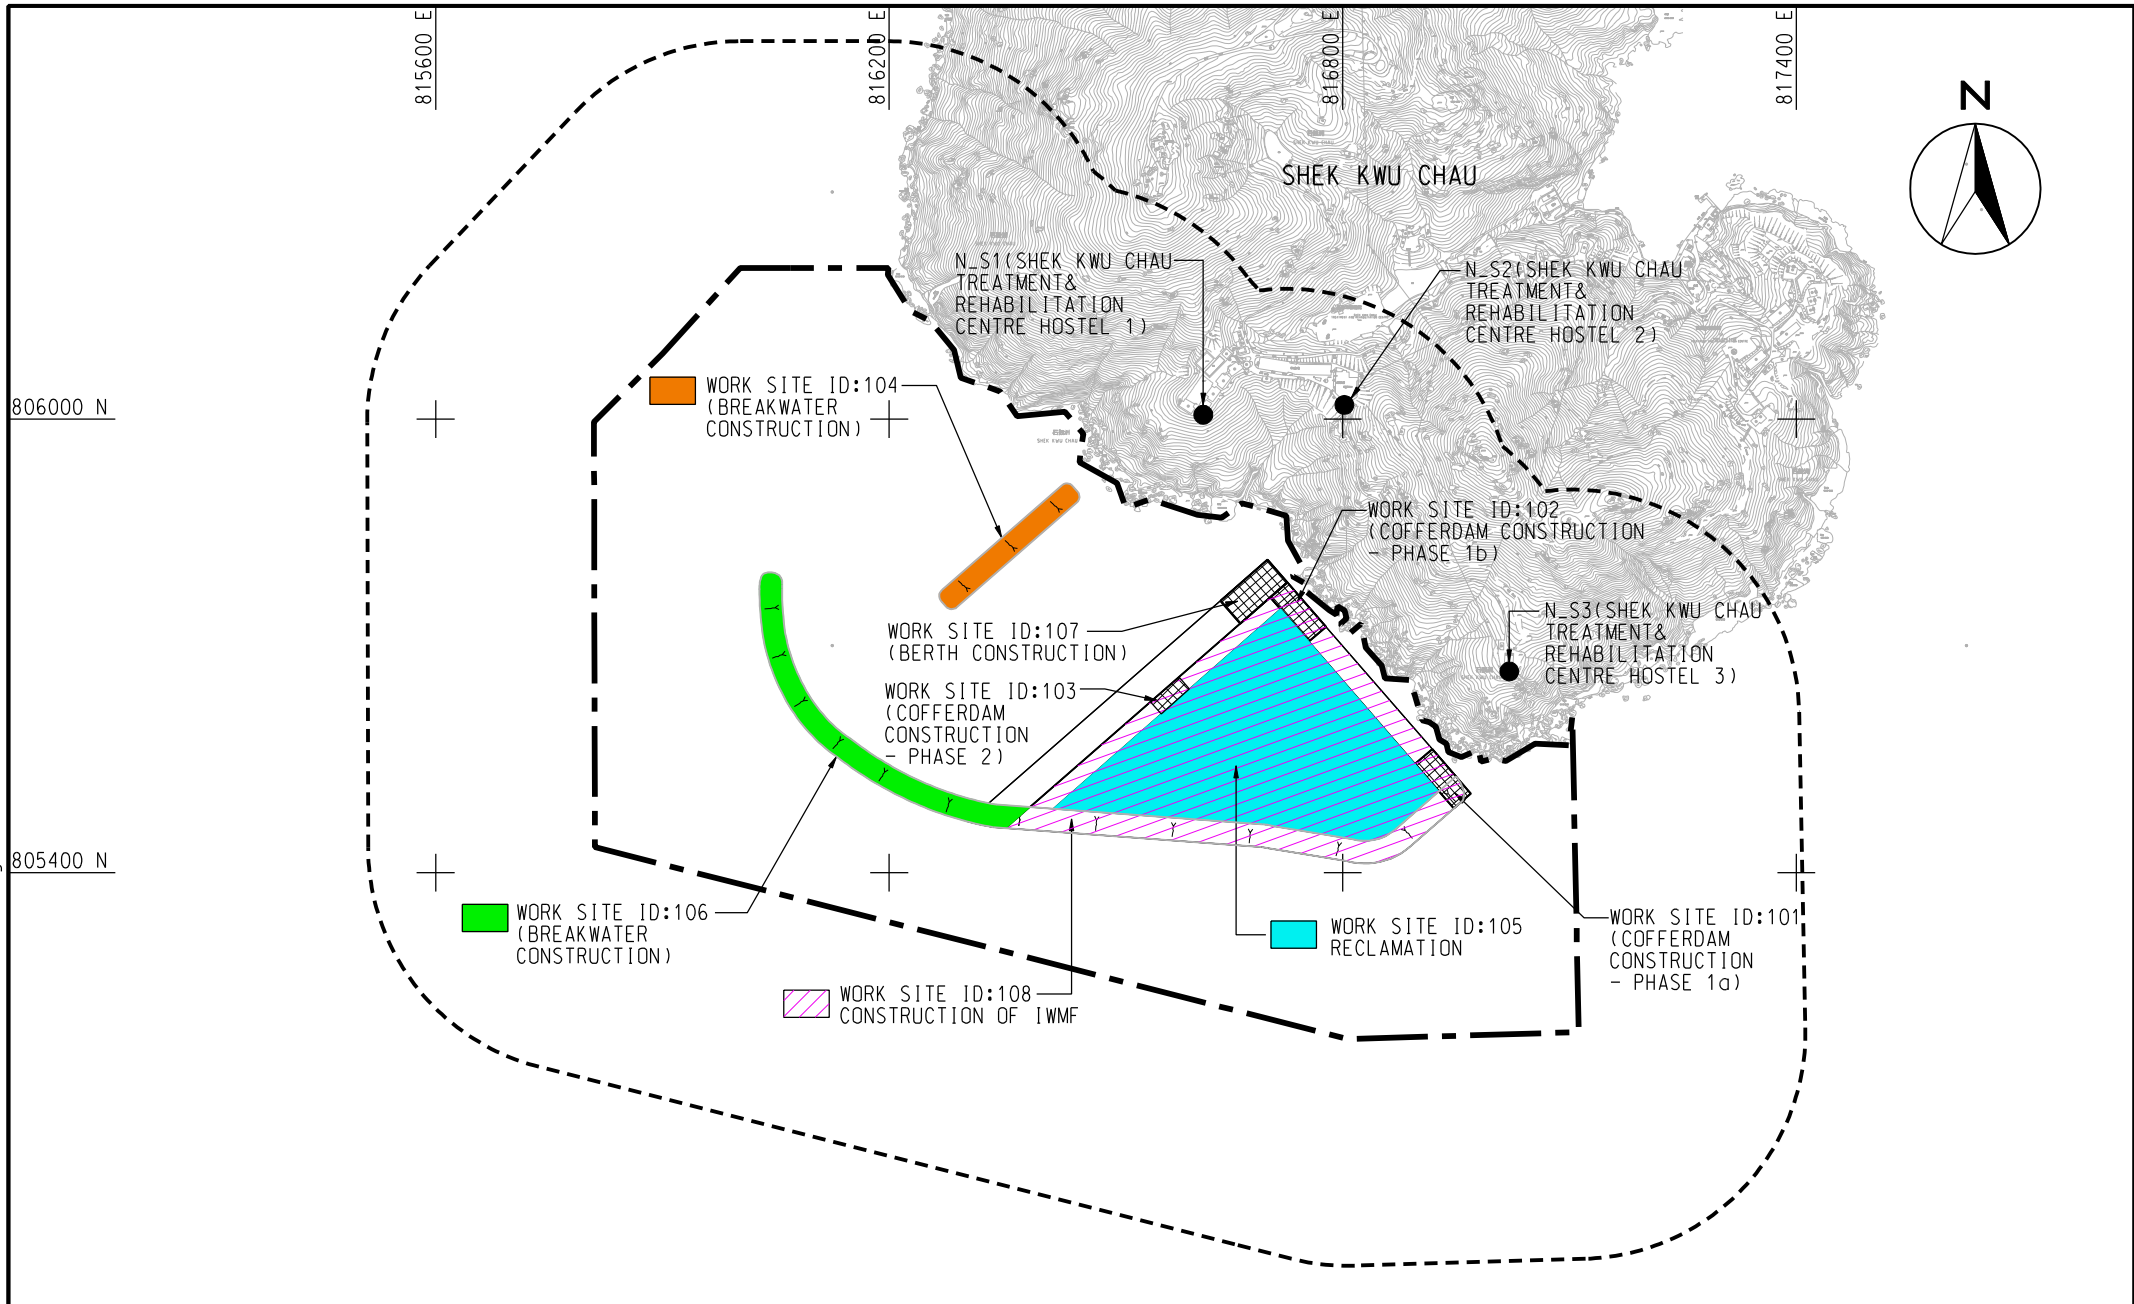 815600 E
816200 E
816800 E
817400 E
N
SHEK KWU CHAU
N_S1(SHEK KWU CHAU
TREATMENT&
REHABILITATION
CENTRE HOSTEL 1)
N_S2(SHEK KWU CHAU
TREATMENT&
REHABILITATION
CENTRE HOSTEL 2)
WORK SITE ID:104
(BREAKWATER
CONSTRUCTION)
806000 N
SHEK KWU CHAU
WORK SITE ID:102
(COFFERDAM CONSTRUCTION
- PHASE 1b)
WORK SITE ID:107
(BERTH CONSTRUCTION)
N_S3(SHEK KWU CHAU
TREATMENT&
REHABILITATION
CENTRE HOSTEL 3)
WORK SITE ID:103
(COFFERDAM
CONSTRUCTION
- PHASE 2)
805400 N
WORK SITE ID:106
(BREAKWATER
CONSTRUCTION)
WORK SITE ID:105
RECLAMATION
WORK SITE ID:101
(COFFERDAM
CONSTRUCTION
- PHASE 1a)
WORK SITE ID:108
CONSTRUCTION OF IWMF